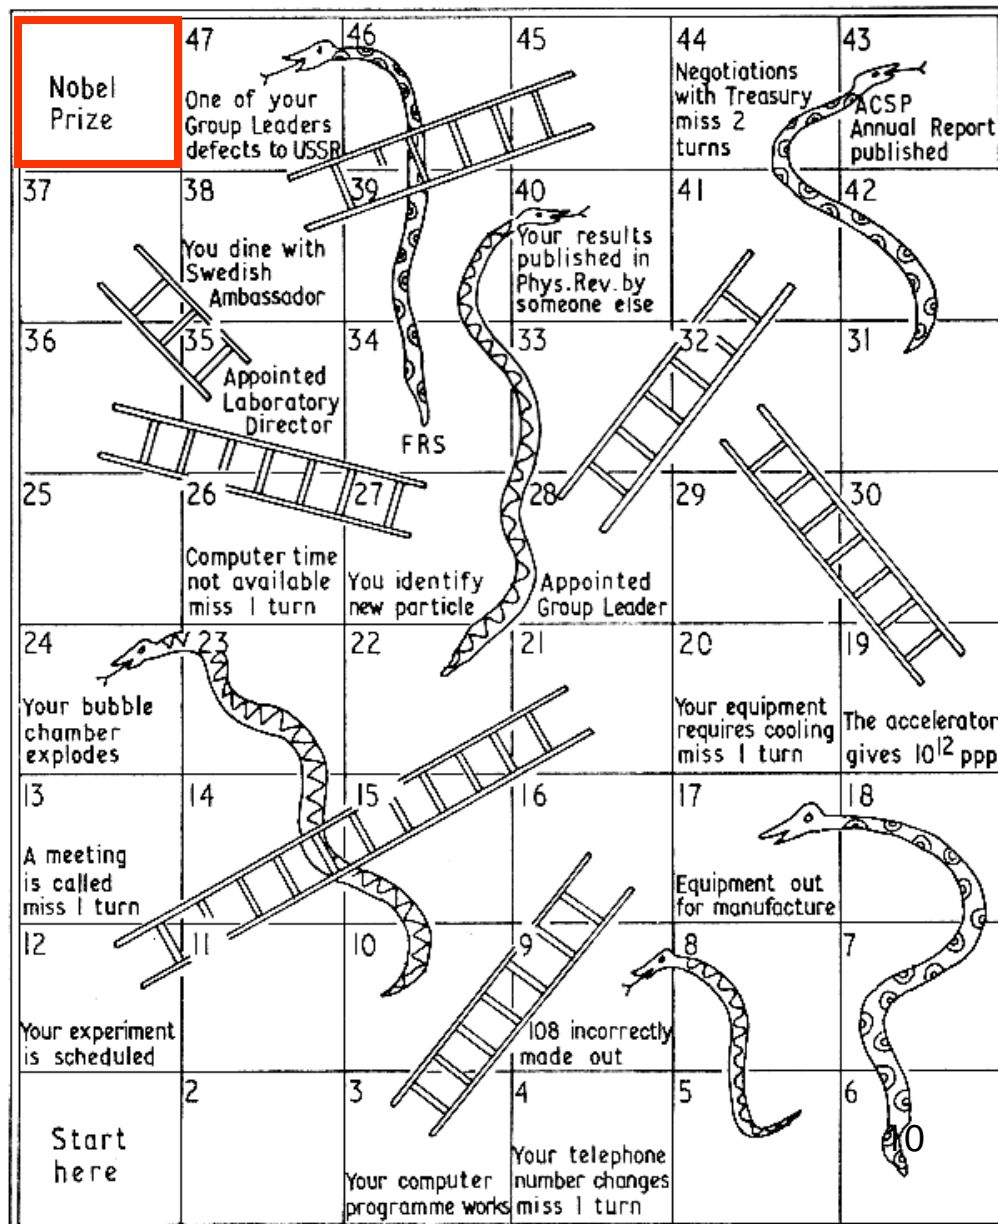 Nobel
Prize
47
One of your
Group Leaders
defects to USSR
46
45
44
Negotiations
with Treasury
miss 2
turns
43
ACSP
Annual Report
published
37
38
You dine with
Swedish
Ambassador
39
40
Your results
published in
Phys.Rev. by
someone else
41
42
36
35
Appointed
Laboratory
Director
34
FRS
33
32
31
25
26
Computer time
not available
miss 1 turn
27
You identify
new particle
28
Appointed
Group Leader
29
30
24
Your bubble
chamber
explodes
23
22
21
20
Your equipment
requires cooling
miss 1 turn
19
The accelerator
gives 10¹² ppp
13
A meeting
is called
miss 1 turn
14
15
16
17
Equipment out
for manufacture
18
12
Your experiment
is scheduled
11
10
9
108 incorrectly
made out
8
7
Start
here
2
3
Your computer
programme works
4
Your telephone
number changes
miss 1 turn
5
6
10